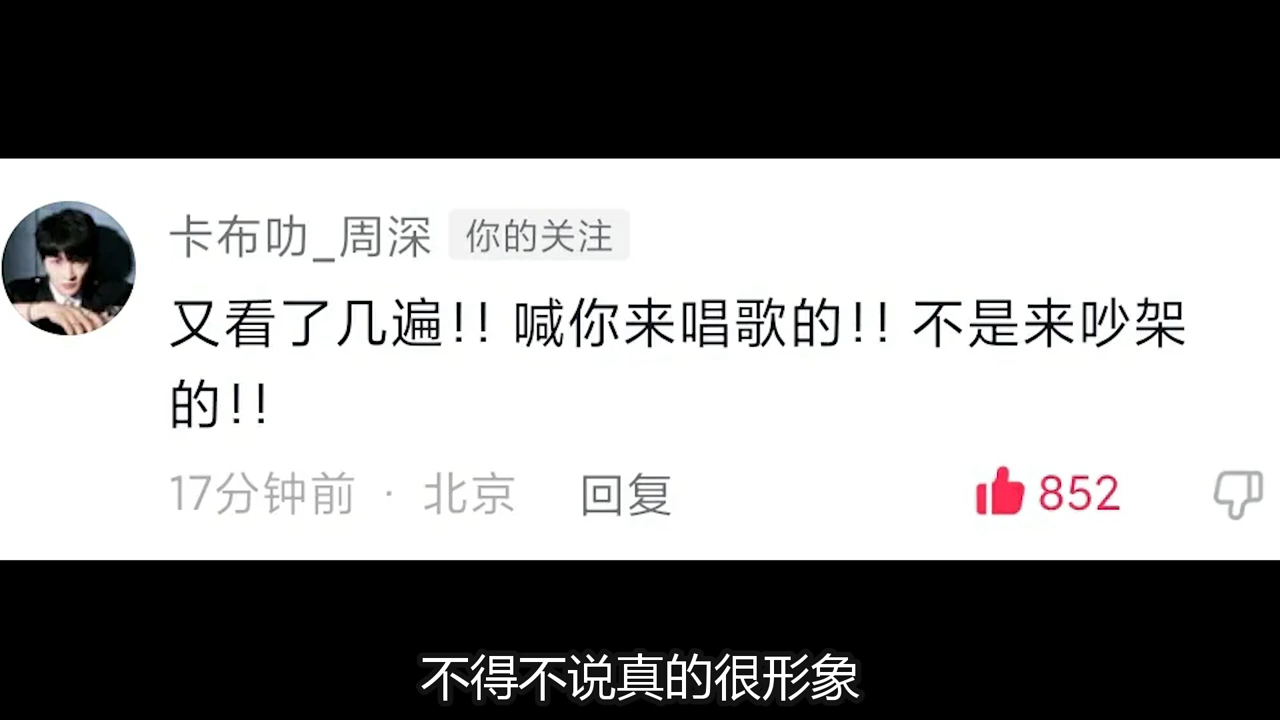 卡布叻_周深 你的关注
又看了几遍!! 喊你来唱歌的!! 不是来吵架
的!!
17分钟前 · 北京 回复 852
不得不说真的很形象